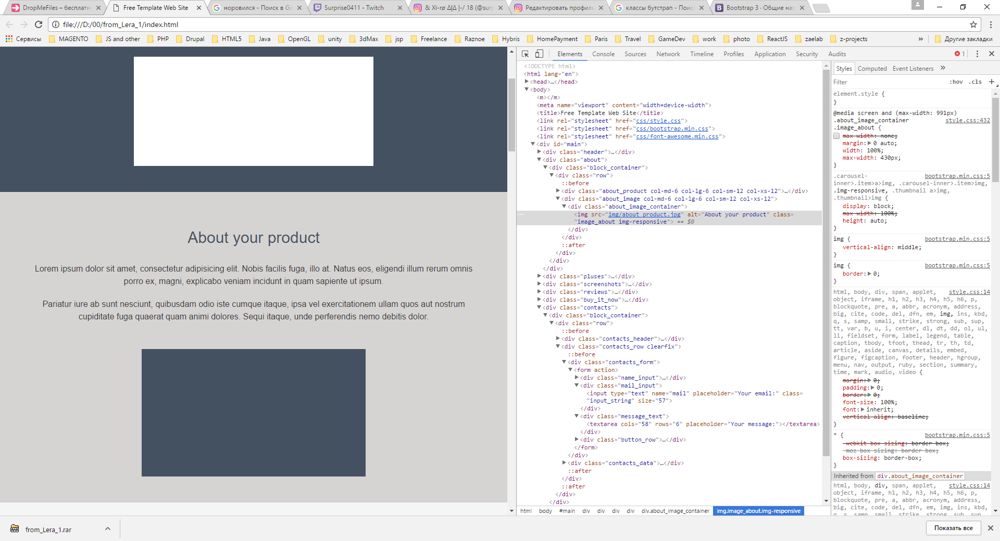 DropMeFiles – бесплатн
Free Template Web Site
норовился - Поиск в Go
Surprise0411 - Twitch
& Xï-rø Δ|Δ |-/ 18 (@surp
Редактировать профиль
классы бутстрап - Поис
Bootstrap 3 · Общие нас
file:///D:/00/from_Lera_1/index.html
Сервисы MAGENTO JS and other PHP Drupal HTML5 Java OpenGL unity 3dMax jsp Freelance Raznoe Hybris HomePayment Paris Travel GameDev work photo ReactJS zaelab z-projects » Другие закладки
About your product
Lorem ipsum dolor sit amet, consectetur adipisicing elit. Nobis facilis fuga, illo at. Natus eos, eligendi illum rerum omnis
porro ex, magni, explicabo veniam incidunt in quam sapiente ut ipsum.
Pariatur iure ab sunt nesciunt, quibusdam odio iste cumque itaque, ipsa vel exercitationem ullam quos aut nostrum
cupiditate fuga quaerat quam animi dolores. Sequi itaque, unde perferendis nemo debitis dolor.
Elements Console Sources Network Timeline Profiles Application Security Audits 1
<!DOCTYPE html>
<html lang="en">
<head>…</head>
<body>
<m></m>
<meta name="viewport" content="width=device-width">
<title>Free Template Web Site</title>
<link rel="stylesheet" href="css/style.css">
<link rel="stylesheet" href="css/bootstrap.min.css">
<link rel="stylesheet" href="css/font-awesome.min.css">
<div id="main">
<div class="header">…</div>
<div class="about">
<div class="block_container">
<div class="row">
::before
<div class="about_product col-md-6 col-lg-6 col-sm-12 col-xs-12">…</div>
<div class="about_image col-md-6 col-lg-6 col-sm-12 col-xs-12">
<div class="about_image_container">
<img src="img/about_product.jpg" alt="About your product" class=
"image_about img-responsive"> == $0
</div>
</div>
::after
</div>
</div>
</div>
<div class="pluses">…</div>
<div class="screenshots">…</div>
<div class="reviews">…</div>
<div class="buy_it_now">…</div>
<div class="contacts">
<div class="block_container">
<div class="row">
::before
<div class="contacts_header">…</div>
<div class="contacts_row clearfix">
::before
<div class="contacts_form">
<form action>
<div class="name_input">…</div>
<div class="mail_input">
<input type="text" name="mail" placeholder="Your email:" class=
"input_string" size="57">
</div>
<div class="message_text">
<textarea cols="58" rows="6" placeholder="Your message:"></textarea>
</div>
<div class="button_row">…</div>
</form>
</div>
<div class="contacts_data">…</div>
::after
</div>
::after
</div>
</div>
html body #main div div div div div.about_image_container img.image_about.img-responsive
Styles Computed Event Listeners »
Filter :hov .cls +
element.style {
}
@media screen and (max-width: 991px)
.about_image_container style.css:432
.image_about {
max-width: none;
margin: 0 auto;
width: 100%;
max-width: 430px;
}
.carousel- bootstrap.min.css:5
inner>.item>a>img, .carousel-inner>.item>img,
.img-responsive, .thumbnail a>img,
.thumbnail>img {
display: block;
max-width: 100%;
height: auto;
}
img { bootstrap.min.css:5
vertical-align: middle;
}
img { bootstrap.min.css:5
border: 0;
}
html, body, div, span, applet, style.css:14
object, iframe, h1, h2, h3, h4, h5, h6, p,
blockquote, pre, a, abbr, acronym, address,
big, cite, code, del, dfn, em, img, ins, kbd,
q, s, samp, small, strike, strong, sub, sup,
tt, var, b, u, i, center, dl, dt, dd, ol, ul,
li, fieldset, form, label, legend, table,
caption, tbody, tfoot, thead, tr, th, td,
article, aside, canvas, details, embed,
figure, figcaption, footer, header, hgroup,
menu, nav, output, ruby, section, summary,
time, mark, audio, video {
margin: 0;
padding: 0;
border: 0;
font-size: 100%;
font: inherit;
vertical-align: baseline;
}
* { bootstrap.min.css:5
-webkit-box-sizing: border-box;
-moz-box-sizing: border-box;
box-sizing: border-box;
}
Inherited from div.about_image_container
html, body, div, span, applet, style.css:14
object, iframe, h1, h2, h3, h4, h5, h6, p,
blockquote, pre, a, abbr, acronym, address,
big, cite, code, del, dfn, em, img, ins, kbd,
q, s, samp, small, strike, strong, sub, sup,
from_Lera_1.rar
Показать все